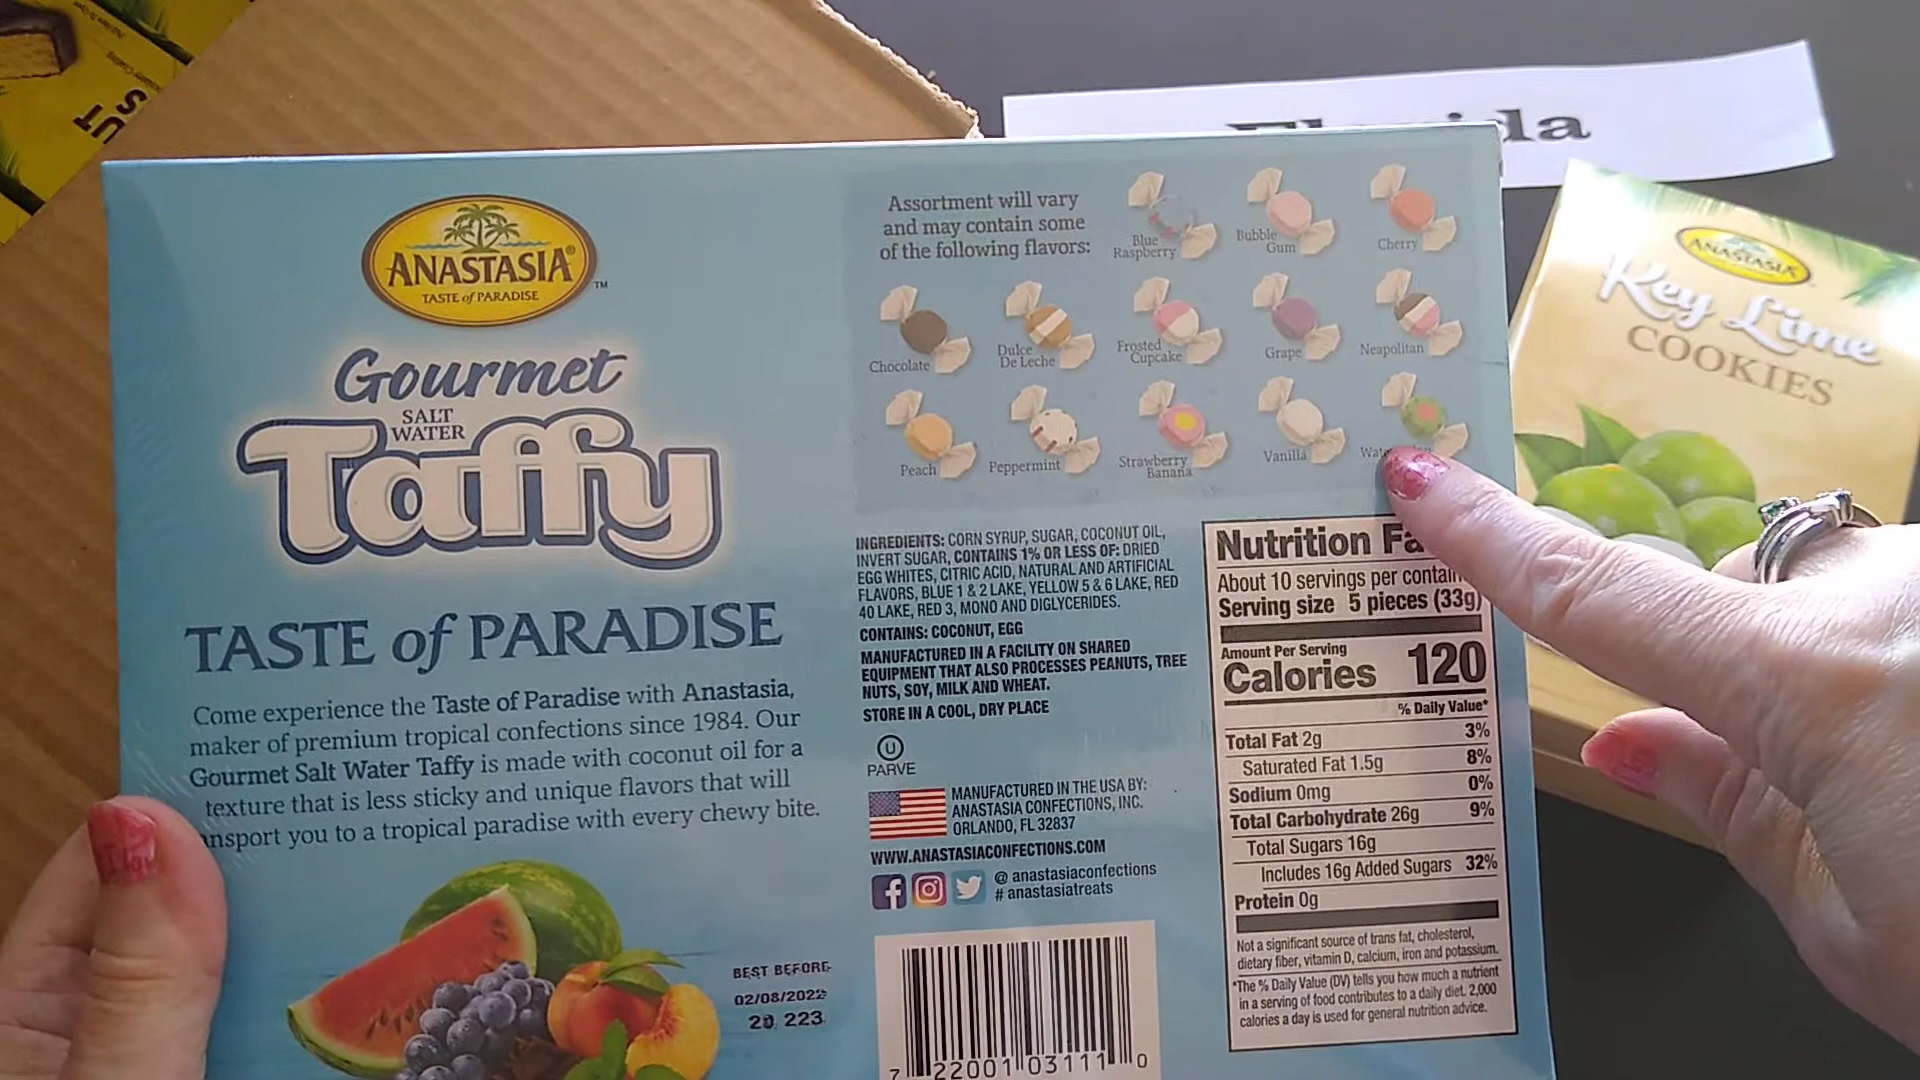 ANASTASIA®
TASTE of PARADISE
™
Gourmet
SALT
WATER
Taffy
TASTE of PARADISE
Come experience the Taste of Paradise with Anastasia,
maker of premium tropical confections since 1984. Our
Gourmet Salt Water Taffy is made with coconut oil for a
texture that is less sticky and unique flavors that will
nsport you to a tropical paradise with every chewy bite.
BEST BEFORE
02/08/2022
20 223
Assortment will vary
and may contain some
of the following flavors:
Blue
Raspberry
Bubble
Gum
Cherry
Chocolate
Dulce
De Leche
Frosted
Cupcake
Grape
Neapolitan
Peach
Peppermint
Strawberry
Banana
Vanilla
Wate
INGREDIENTS: CORN SYRUP, SUGAR, COCONUT OIL,
INVERT SUGAR, CONTAINS 1% OR LESS OF: DRIED
EGG WHITES, CITRIC ACID, NATURAL AND ARTIFICIAL
FLAVORS, BLUE 1 & 2 LAKE, YELLOW 5 & 6 LAKE, RED
40 LAKE, RED 3, MONO AND DIGLYCERIDES.
CONTAINS: COCONUT, EGG
MANUFACTURED IN A FACILITY ON SHARED
EQUIPMENT THAT ALSO PROCESSES PEANUTS, TREE
NUTS, SOY, MILK AND WHEAT.
STORE IN A COOL, DRY PLACE
U
PARVE
MANUFACTURED IN THE USA BY:
ANASTASIA CONFECTIONS, INC.
ORLANDO, FL 32837
WWW.ANASTASIACONFECTIONS.COM
@ anastasiaconfections
# anastasiatreats
7 22001 03111 0
Nutrition Fa
About 10 servings per contain
Serving size 5 pieces (33g)
Amount Per Serving
Calories 120
% Daily Value*
Total Fat 2g 3%
Saturated Fat 1.5g 8%
Sodium 0mg 0%
Total Carbohydrate 26g 9%
Total Sugars 16g
Includes 16g Added Sugars 32%
Protein 0g
Not a significant source of trans fat, cholesterol,
dietary fiber, vitamin D, calcium, iron and potassium.
*The % Daily Value (DV) tells you how much a nutrient
in a serving of food contributes to a daily diet. 2,000
calories a day is used for general nutrition advice.
Florida
ANASTASIA
Key Lime
COOKIES